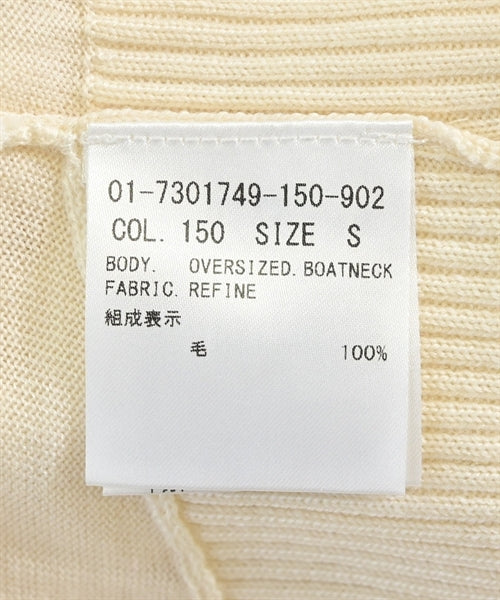 01-7301749-150-902
COL. 150 SIZE S
BODY. OVERSIZED. BOATNECK
FABRIC. REFINE
組成表示
毛 100%